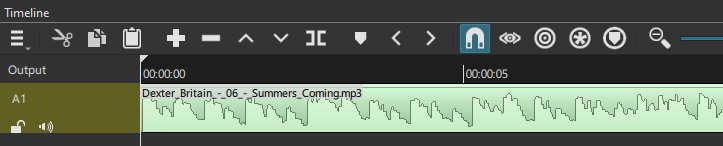 Timeline
Output
00:00:00
00:00:05
Dexter_Britain_-_06_-_Summers_Coming.mp3
A1